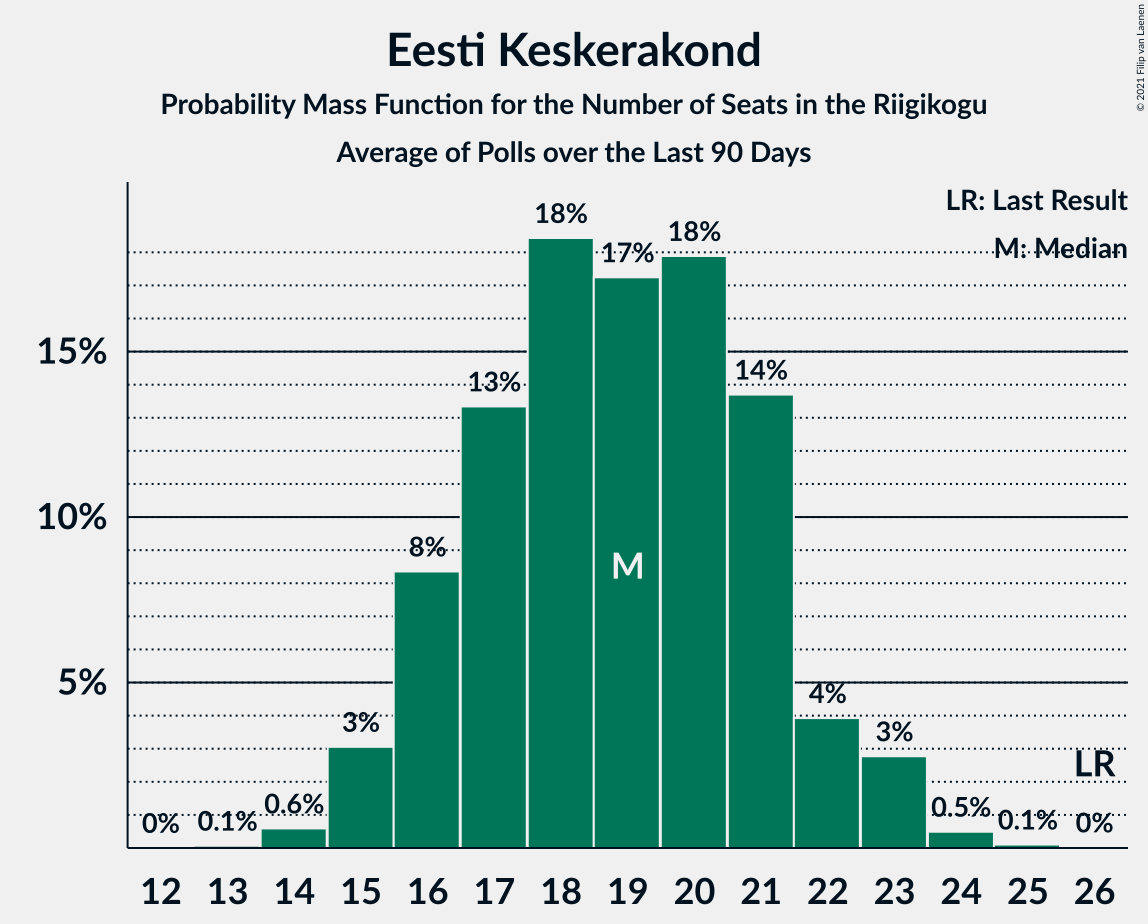 Eesti Keskerakond
Probability Mass Function for the Number of Seats in the Riigikogu
Average of Polls over the Last 90 Days
© 2021 Filip van Laenen
LR: Last Result
M: Median
18%
17%
18%
15%
14%
13%
10%
8%
M
5%
4%
3%
3%
LR
0%
0.1%
0.6%
0.5%
0.1%
0%
12 13 14 15 16 17 18 19 20 21 22 23 24 25 26